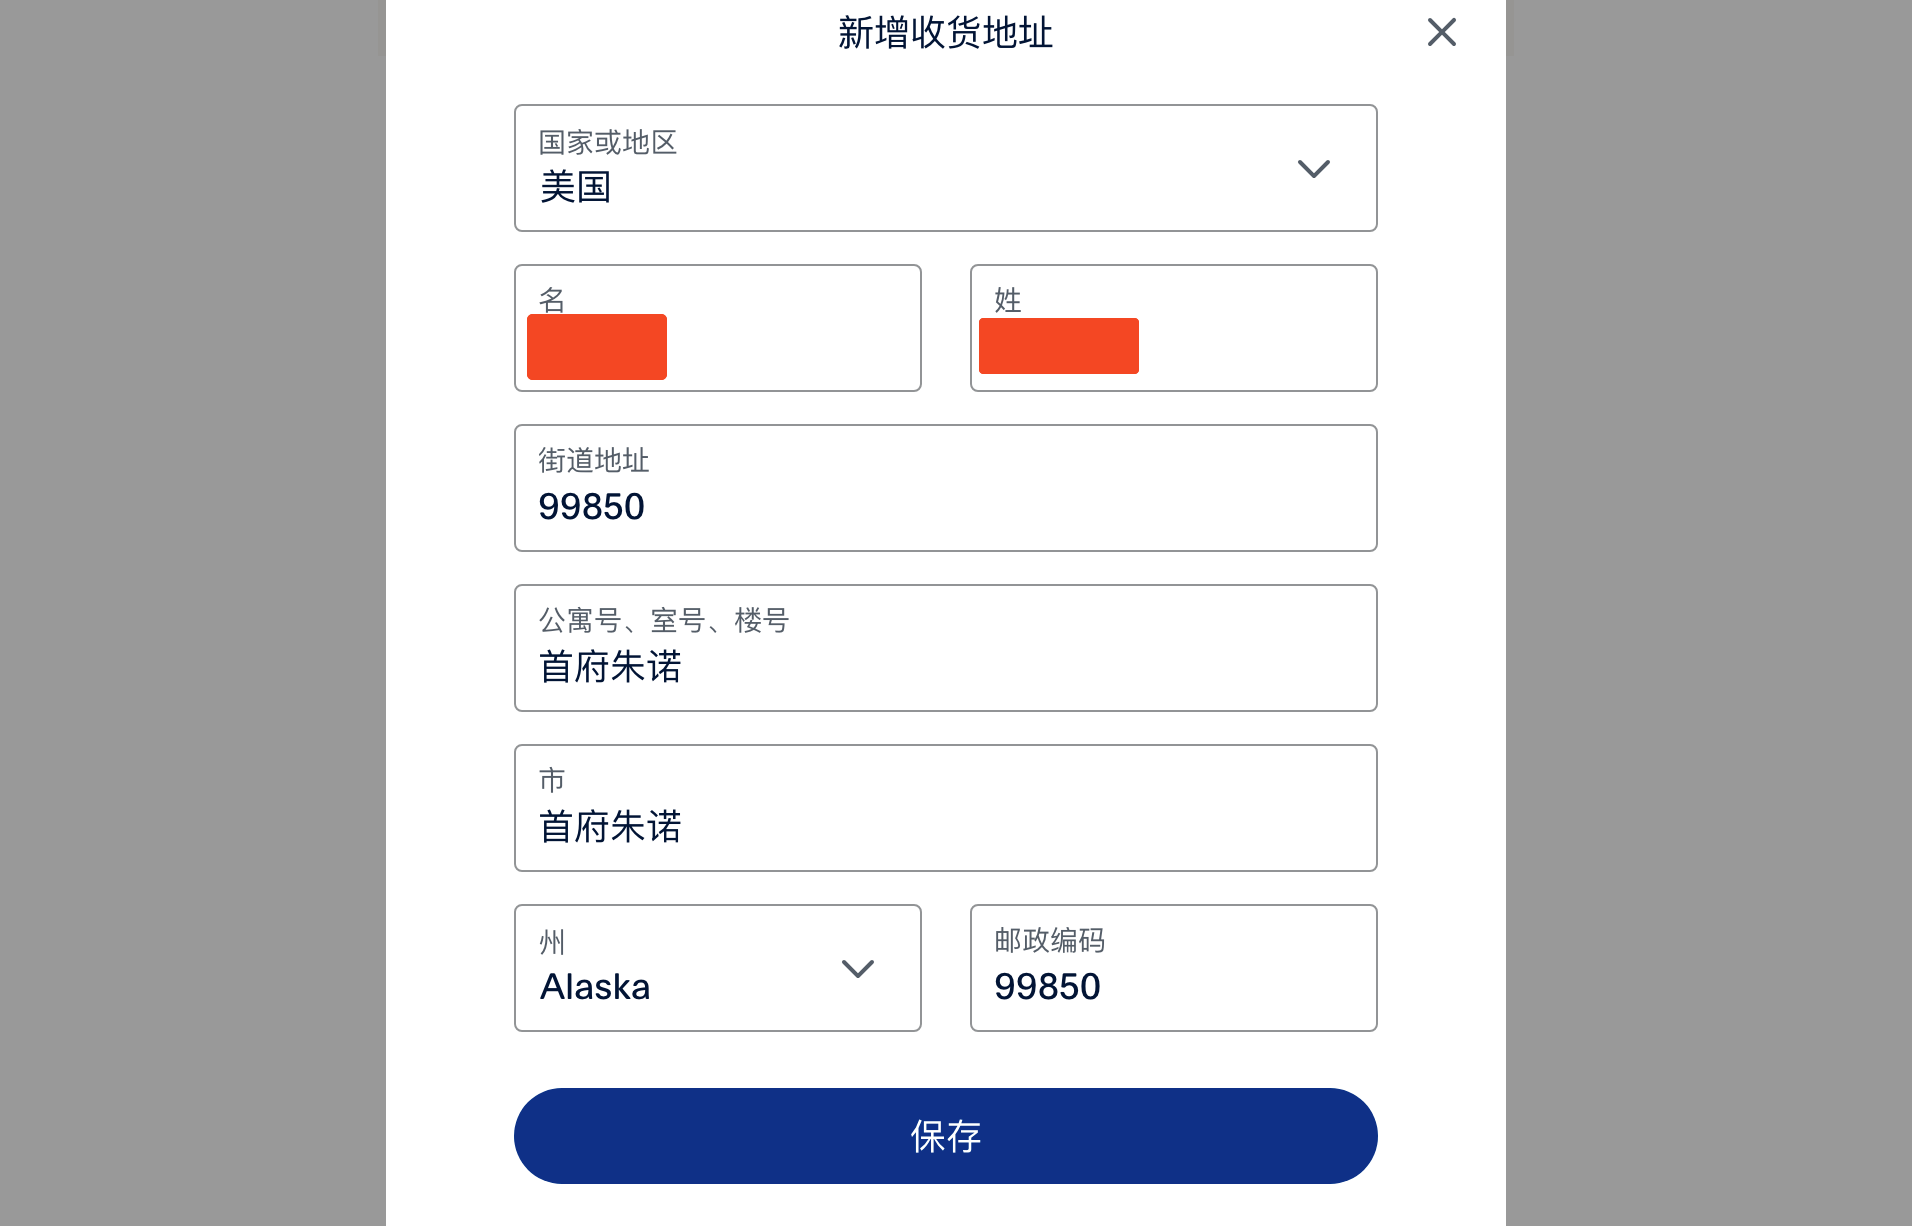 新增收货地址
国家或地区
美国
名
姓
街道地址
99850
公寓号、室号、楼号
首府朱诺
市
首府朱诺
州
Alaska
邮政编码
99850
保存